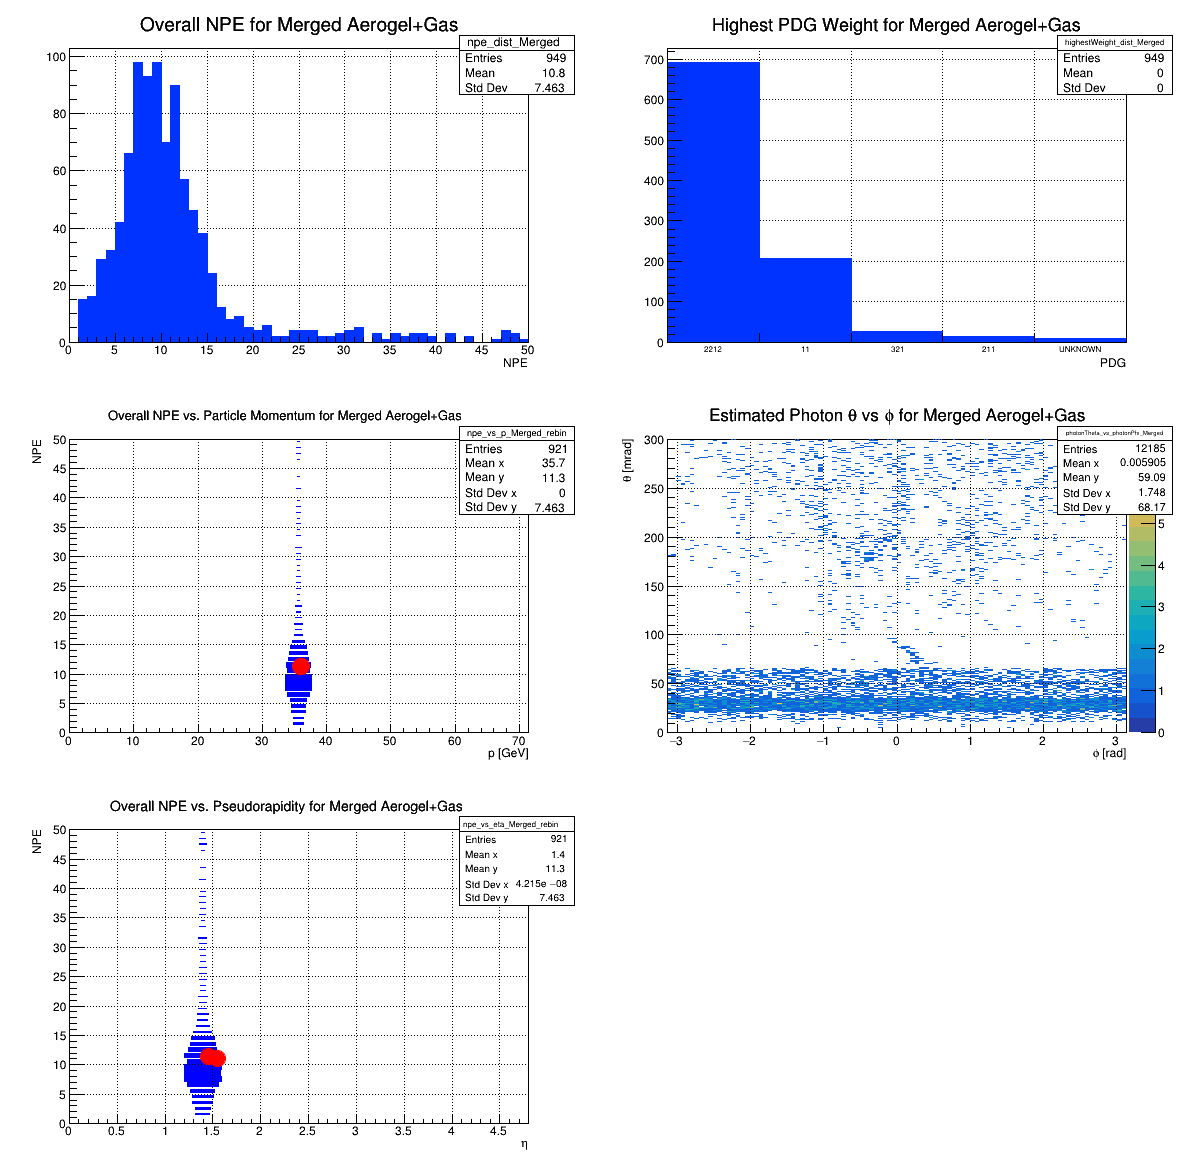 Overall NPE for Merged Aerogel+Gas
npe_dist_Merged
Entries 949
Mean 10.8
Std Dev 7.463
100
80
60
40
20
0
0 5 10 15 20 25 30 35 40 45 50
NPE
Highest PDG Weight for Merged Aerogel+Gas
highestWeight_dist_Merged
Entries 949
Mean 0
Std Dev 0
700
600
500
400
300
200
100
0
2212 11 321 211 UNKNOWN
PDG
Overall NPE vs. Particle Momentum for Merged Aerogel+Gas
npe_vs_p_Merged_rebin
Entries 921
Mean x 35.7
Mean y 11.3
Std Dev x 0
Std Dev y 7.463
NPE
50
45
40
35
30
25
20
15
10
5
0
0 10 20 30 40 50 60 70
p [GeV]
Estimated Photon θ vs ϕ for Merged Aerogel+Gas
photonTheta_vs_photonPhi_Merged
Entries 12185
Mean x 0.005905
Mean y 59.09
Std Dev x 1.748
Std Dev y 68.17
θ [mrad]
300
250
200
150
100
50
0
−3 −2 −1 0 1 2 3
ϕ [rad]
5
4
3
2
1
0
Overall NPE vs. Pseudorapidity for Merged Aerogel+Gas
npe_vs_eta_Merged_rebin
Entries 921
Mean x 1.4
Mean y 11.3
Std Dev x 4.215e −08
Std Dev y 7.463
NPE
50
45
40
35
30
25
20
15
10
5
0
0 0.5 1 1.5 2 2.5 3 3.5 4 4.5
η